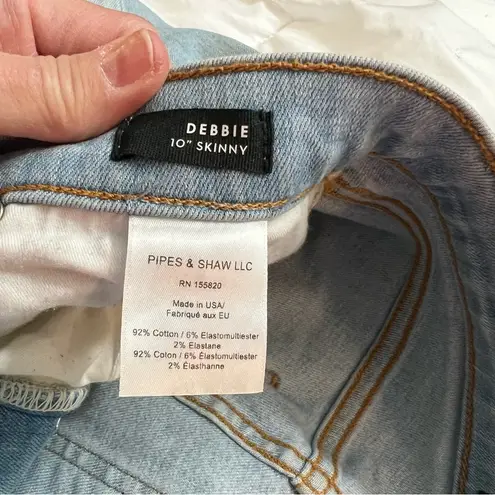 DEBBIE
10" SKINNY
PIPES & SHAW LLC
RN 155820
Made in USA/
Fabriqué aux EU
92% Cotton / 6% Elastomultiester
2% Elastane
92% Coton / 6% Élastomultiester
2% Élasthanne